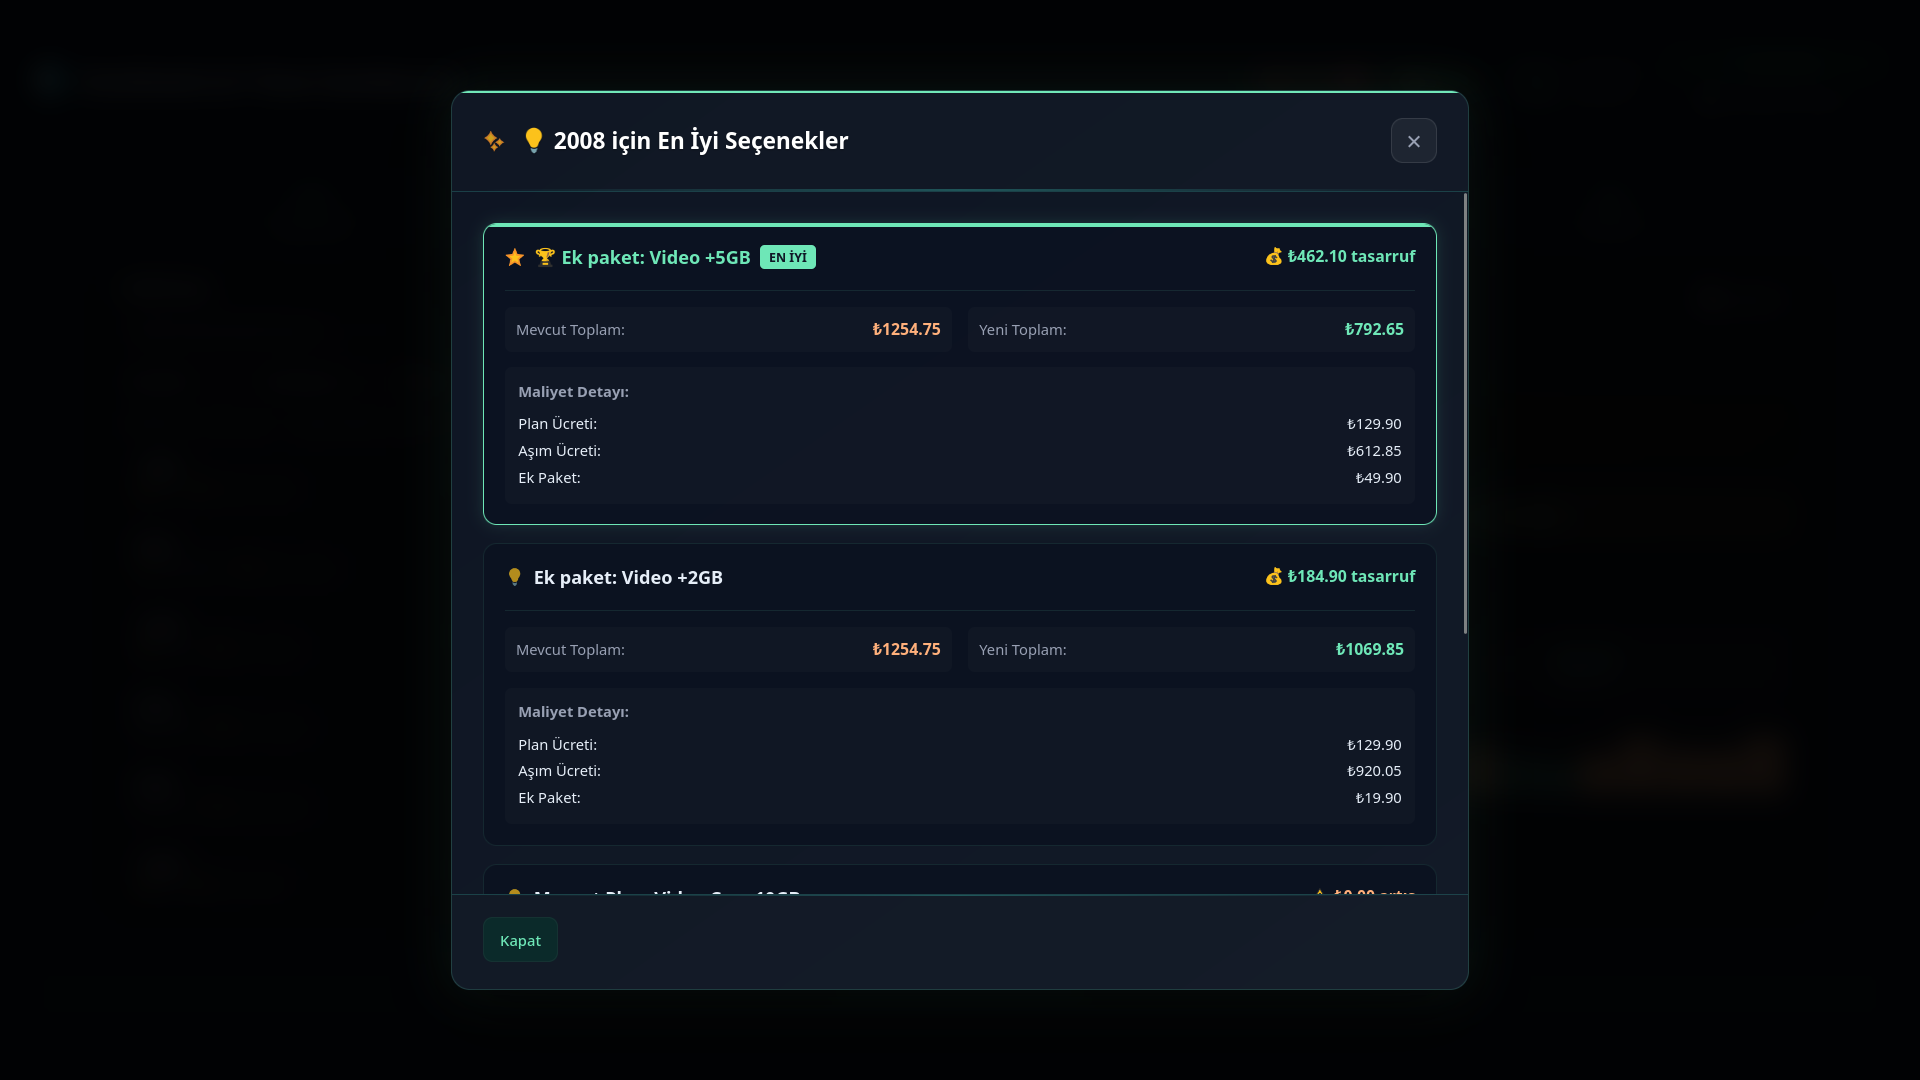 2008 için En İyi Seçenekler
Ek paket: Video +5GB EN İYİ ₺462.10 tasarruf
Mevcut Toplam: ₺1254.75 Yeni Toplam: ₺792.65
Maliyet Detayı:
Plan Ücreti: ₺129.90
Aşım Ücreti: ₺612.85
Ek Paket: ₺49.90
Ek paket: Video +2GB ₺184.90 tasarruf
Mevcut Toplam: ₺1254.75 Yeni Toplam: ₺1069.85
Maliyet Detayı:
Plan Ücreti: ₺129.90
Aşım Ücreti: ₺920.05
Ek Paket: ₺19.90
Kapat